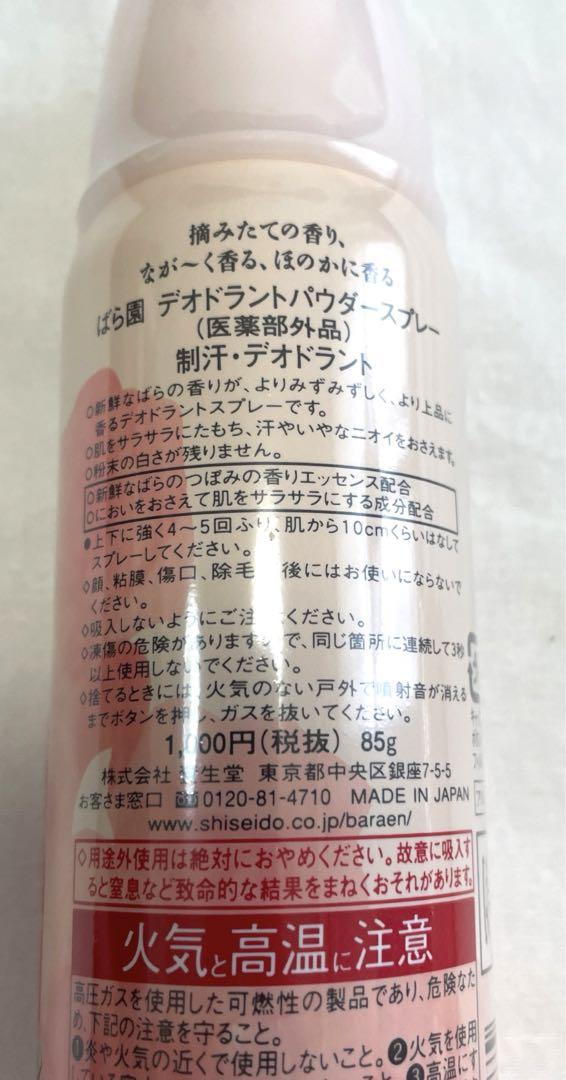 摘みたての香り、
なが〜く香る、ほのかに香る
ばら園 デオドラントパウダースプレー
(医薬部外品)
制汗・デオドラント
○新鮮なばらの香りが、よりみずみずしく、より上品に
香るデオドラントスプレーです。
○肌をサラサラにたもち、汗やいやなニオイをおさえます。
○粉末の白さが残りません。
○新鮮なばらのつぼみの香りエッセンス配合
○においをおさえて肌をサラサラにする成分配合
●上下に強く4〜5回ふり、肌から10cmくらいはなして
スプレーしてください。
◇顔、粘膜、傷口、除毛 後にはお使いにならないで
ください。
◇吸入しないようにご注 ください。
◇凍傷の危険がありますので、同じ箇所に連続して3秒
以上使用しないでください。
◇捨てるときには、火気のない戸外で噴射音が消える
までボタンを押し、ガスを抜いてください。
1,000円(税抜) 85g
株式会社 資生堂 東京都中央区銀座7-5-5
お客さま窓口 0120-81-4710 MADE IN JAPAN
www.shiseido.co.jp/baraen/
◇用途外使用は絶対におやめください。故意に吸入す
ると窒息など致命的な結果をまねくおそれがあります。
火気と高温に注意
高圧ガスを使用した可燃性の製品であり、危険なた
め、下記の注意を守ること。
❶炎や火気の近くで使用しないこと。❷火気を使用
❸高温にす